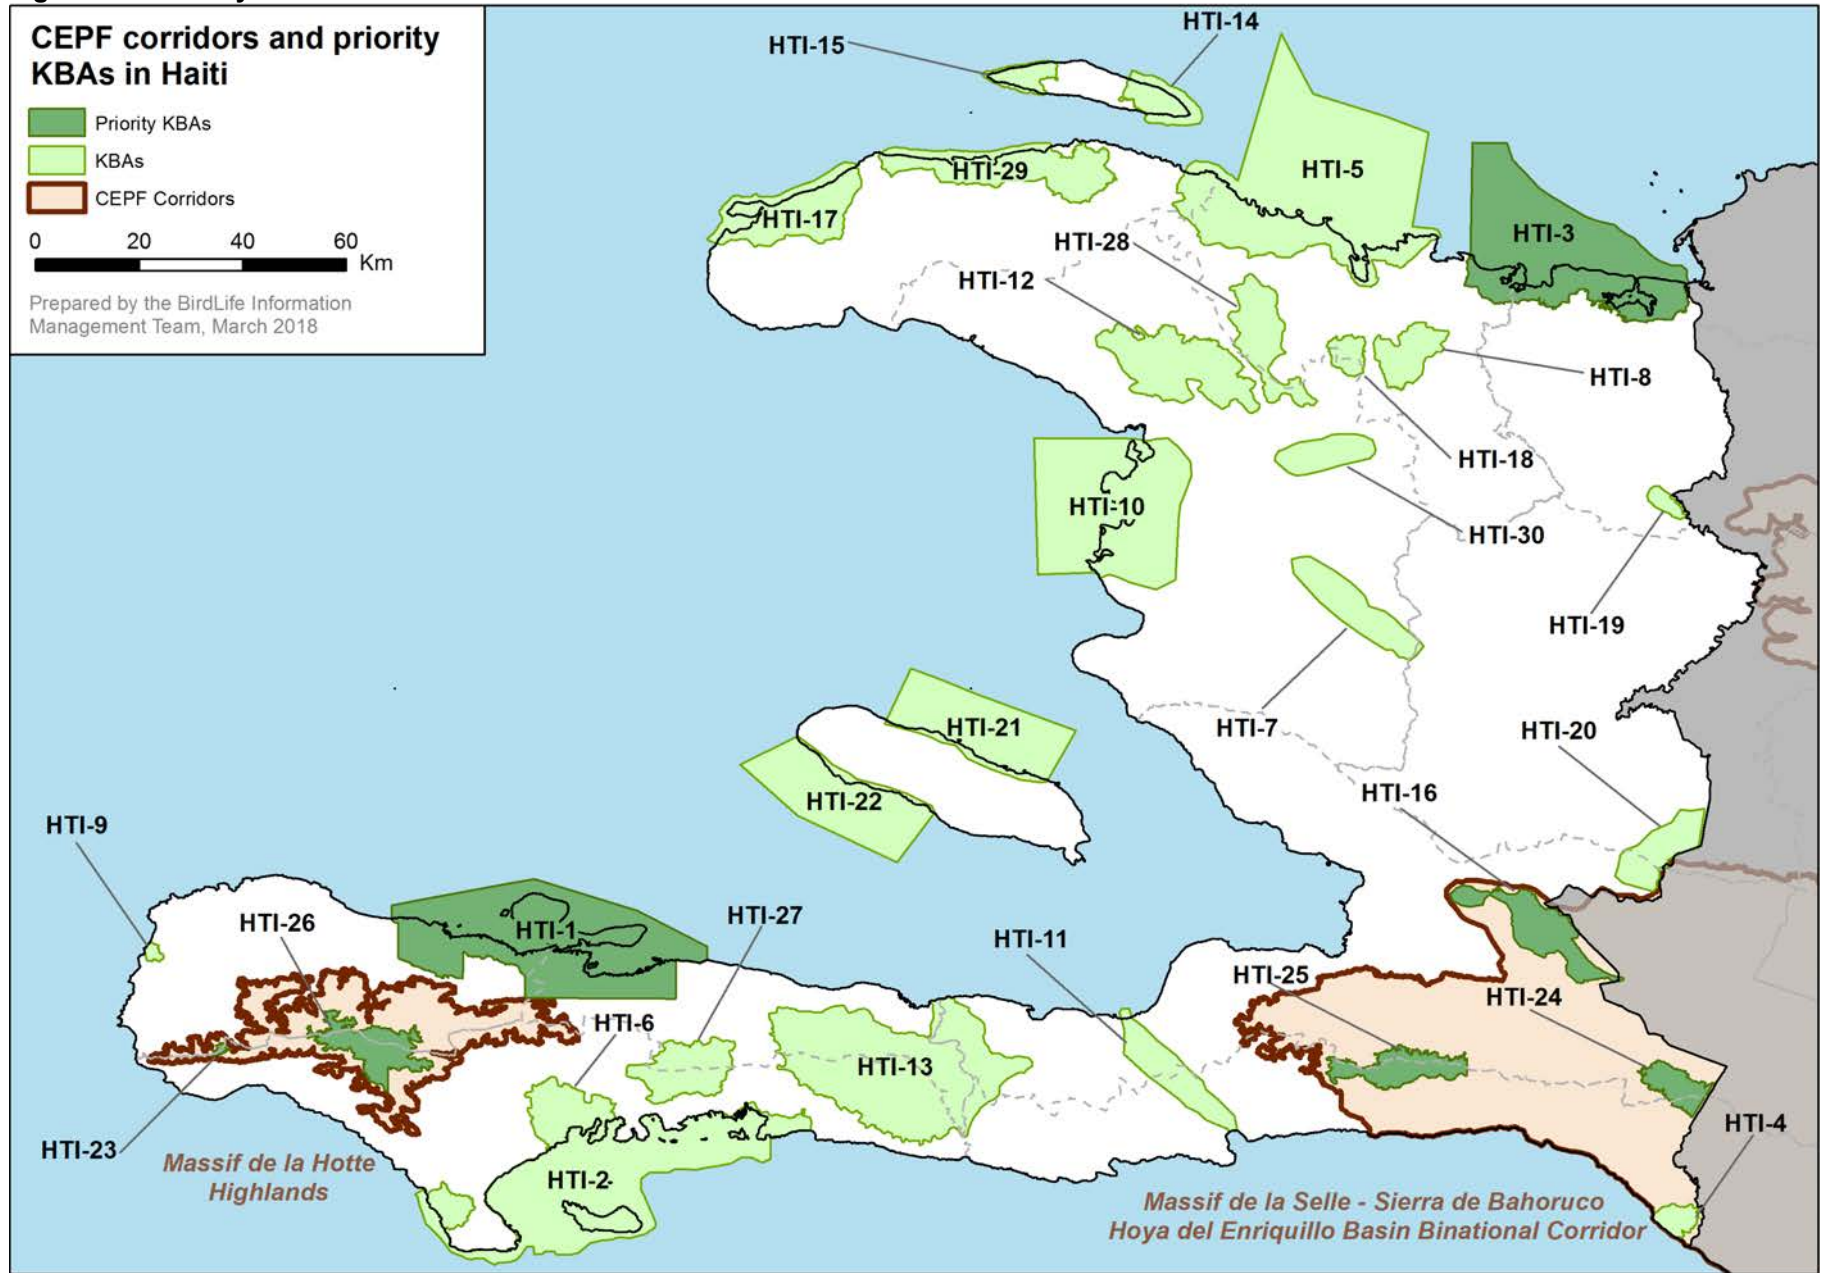 CEPF corridors and priority
KBAs in Haiti
Priority KBAs
KBAs
CEPF Corridors
0 20 40 60
Km
Prepared by the BirdLife Information
Management Team, March 2018
HTI-14
HTI-15
HTI-29
HTI-5
HTI-17
HTI-3
HTI-28
HTI-12
HTI-8
HTI-18
HTI-10
HTI-30
HTI-19
HTI-7
HTI-21
HTI-20
HTI-16
HTI-22
HTI-9
HTI-26
HTI-1
HTI-27
HTI-11
HTI-25
HTI-24
HTI-6
HTI-13
HTI-4
HTI-23
HTI-2
Massif de la Hotte
Highlands
Massif de la Selle - Sierra de Bahoruco
Hoya del Enriquillo Basin Binational Corridor